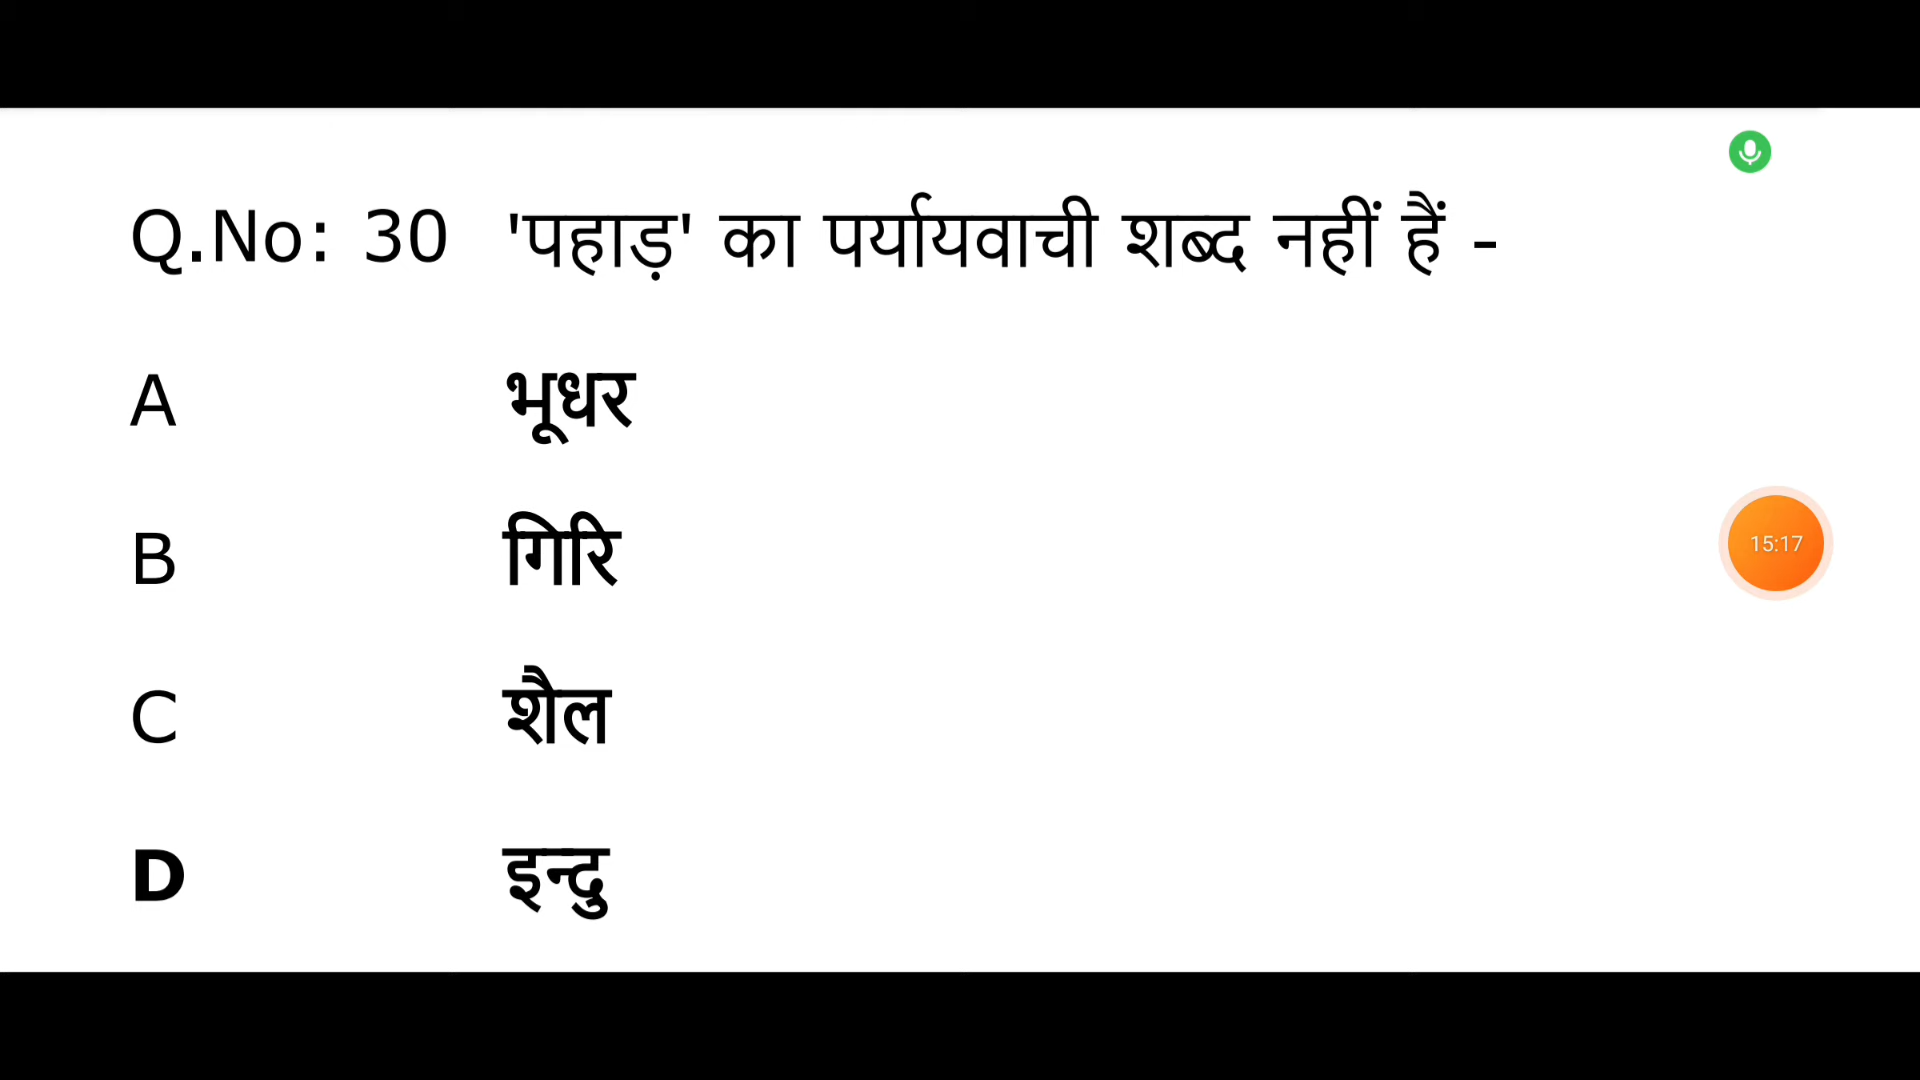 Q.No: 30 'पहाड़' का पर्यायवाची शब्द नहीं हैं -
A भूधर
B गिरि
15:17
C शैल
D इन्दु